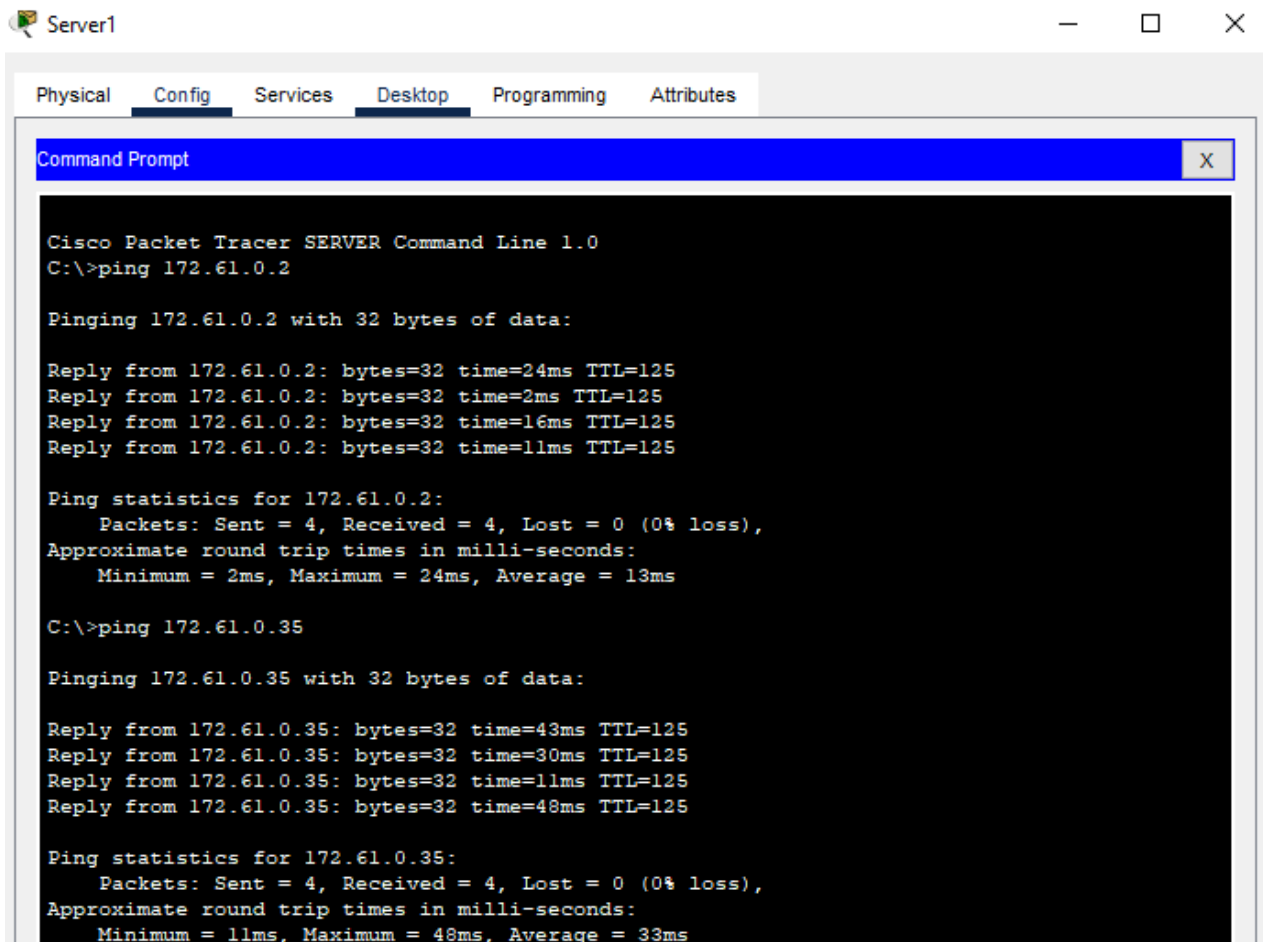 Server1
Physical Config Services Desktop Programming Attributes
Command Prompt
X
Cisco Packet Tracer SERVER Command Line 1.0
C:\>ping 172.61.0.2
Pinging 172.61.0.2 with 32 bytes of data:
Reply from 172.61.0.2: bytes=32 time=24ms TTL=125
Reply from 172.61.0.2: bytes=32 time=2ms TTL=125
Reply from 172.61.0.2: bytes=32 time=16ms TTL=125
Reply from 172.61.0.2: bytes=32 time=11ms TTL=125
Ping statistics for 172.61.0.2:
Packets: Sent = 4, Received = 4, Lost = 0 (0% loss),
Approximate round trip times in milli-seconds:
Minimum = 2ms, Maximum = 24ms, Average = 13ms
C:\>ping 172.61.0.35
Pinging 172.61.0.35 with 32 bytes of data:
Reply from 172.61.0.35: bytes=32 time=43ms TTL=125
Reply from 172.61.0.35: bytes=32 time=30ms TTL=125
Reply from 172.61.0.35: bytes=32 time=11ms TTL=125
Reply from 172.61.0.35: bytes=32 time=48ms TTL=125
Ping statistics for 172.61.0.35:
Packets: Sent = 4, Received = 4, Lost = 0 (0% loss),
Approximate round trip times in milli-seconds:
Minimum = 11ms, Maximum = 48ms, Average = 33ms